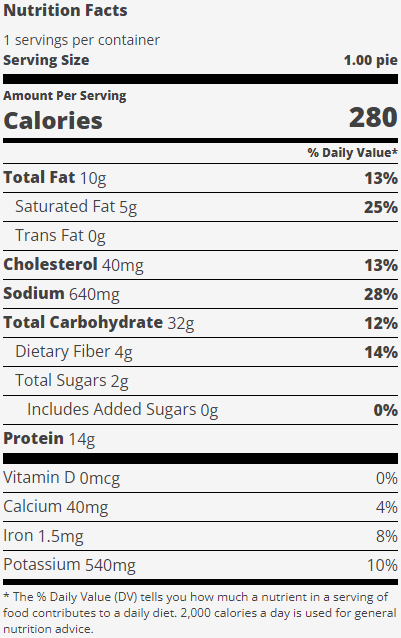 Nutrition Facts
1 servings per container
Serving Size 1.00 pie
Amount Per Serving
Calories 280
% Daily Value*
Total Fat 10g 13%
Saturated Fat 5g 25%
Trans Fat 0g
Cholesterol 40mg 13%
Sodium 640mg 28%
Total Carbohydrate 32g 12%
Dietary Fiber 4g 14%
Total Sugars 2g
Includes Added Sugars 0g 0%
Protein 14g
Vitamin D 0mcg 0%
Calcium 40mg 4%
Iron 1.5mg 8%
Potassium 540mg 10%
* The % Daily Value (DV) tells you how much a nutrient in a serving of
food contributes to a daily diet. 2,000 calories a day is used for general
nutrition advice.